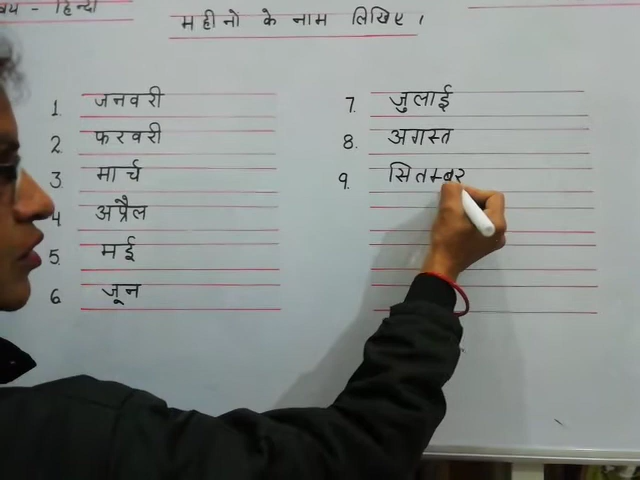 - हिन्दी
महीनों के नाम लिखिए।
1. जनवरी
2. फरवरी
3. मार्च
4. अप्रैल
5. मई
6. जून
7. जुलाई
8. अगस्त
9. सितम्बर